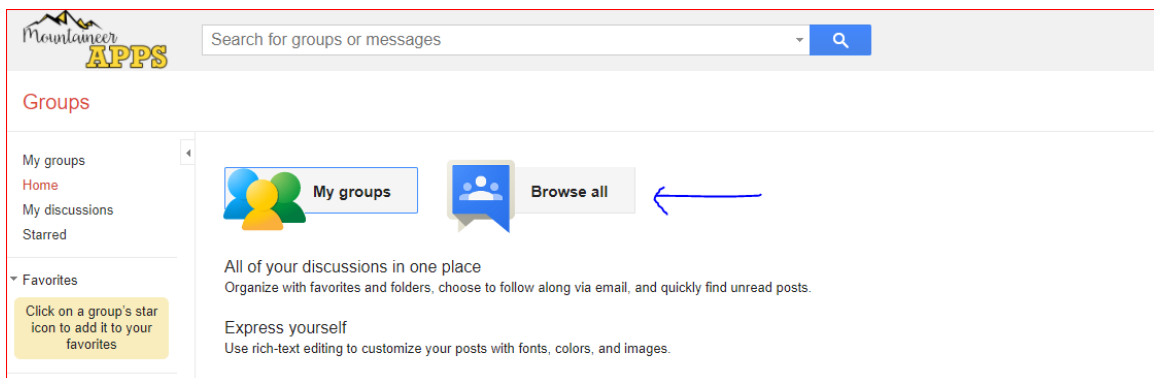 Mountaineer
APPS
Search for groups or messages
Groups
My groups
Home
My discussions
Starred
Favorites
Click on a group's star
icon to add it to your
favorites
My groups
Browse all
All of your discussions in one place
Organize with favorites and folders, choose to follow along via email, and quickly find unread posts.
Express yourself
Use rich-text editing to customize your posts with fonts, colors, and images.